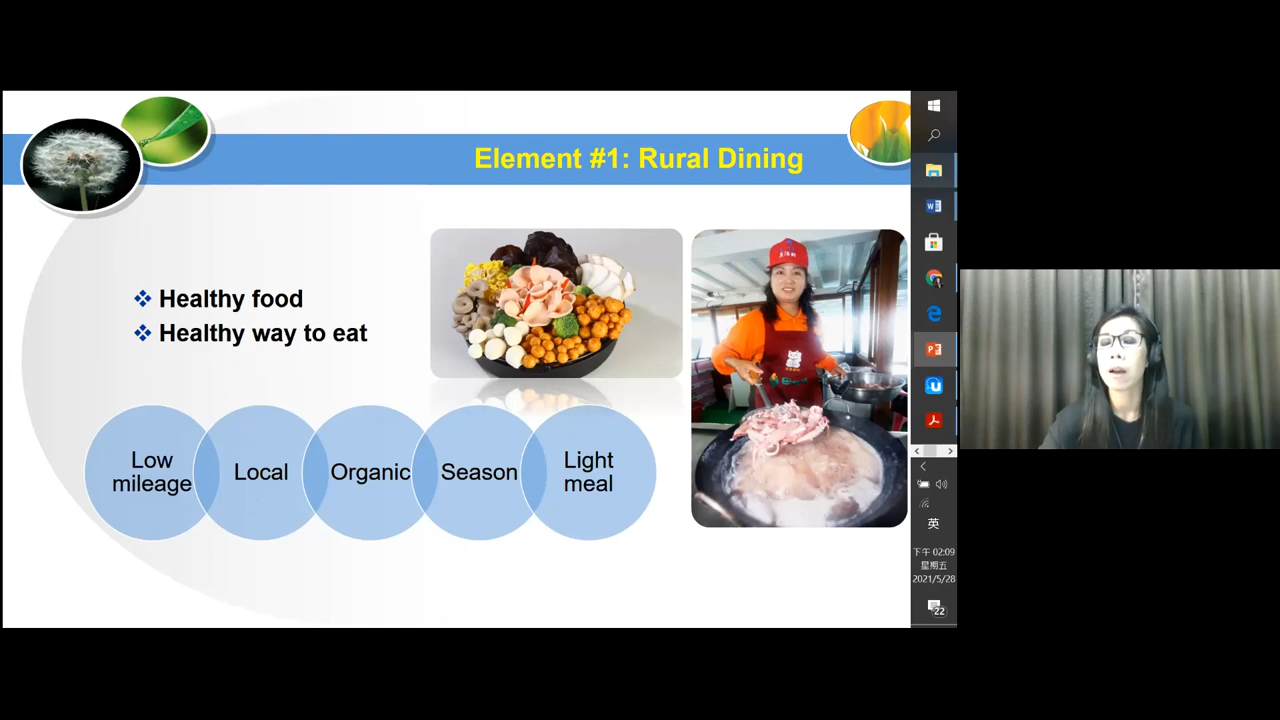 Element #1: Rural Dining
Healthy food
Healthy way to eat
Low
mileage
Local
Organic
Season
Light
meal
英
下午 02:09
星期五
2021/5/28
22